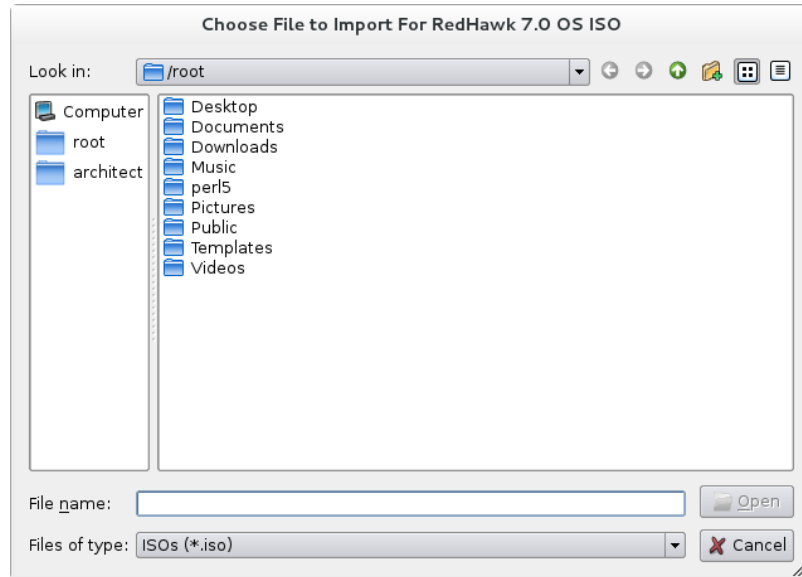 Choose File to Import For RedHawk 7.0 OS ISO
Look in: /root
Computer
root
architect
Desktop
Documents
Downloads
Music
perl5
Pictures
Public
Templates
Videos
File name: Open
Files of type: ISOs (*.iso) Cancel